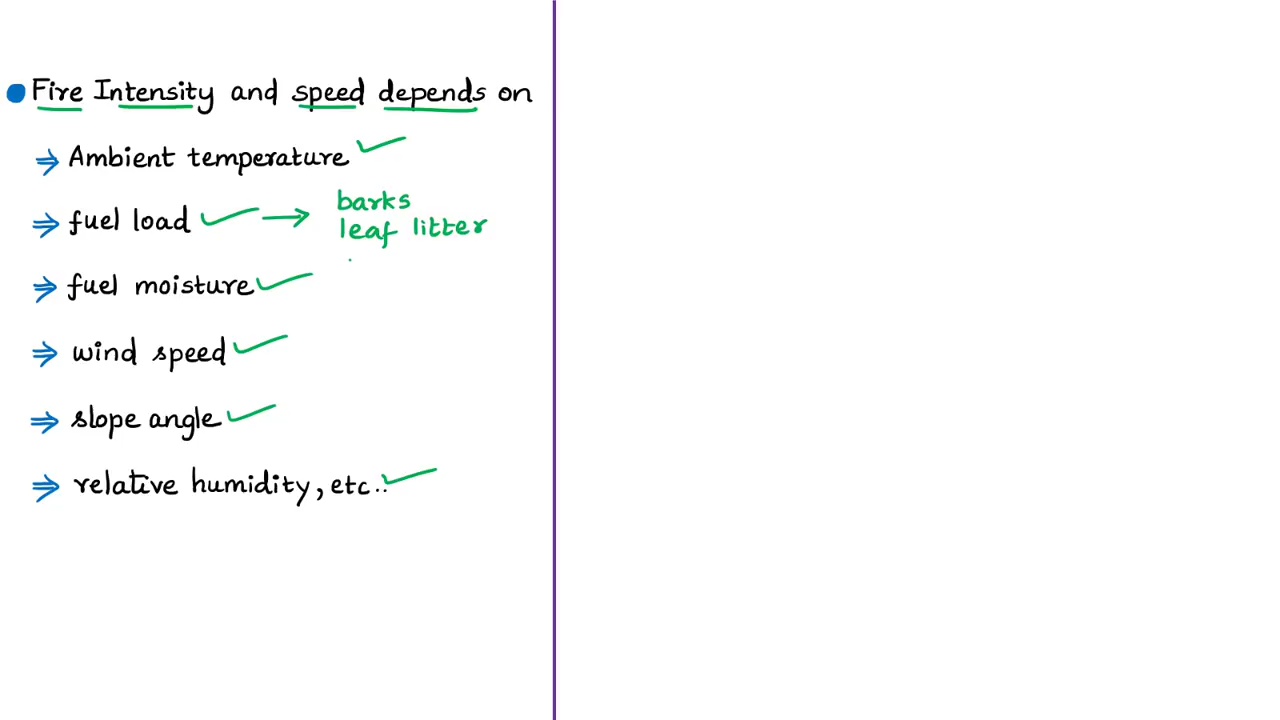 Fire Intensity and speed depends on
Ambient temperature
fuel load → barks
leaf litter
fuel moisture
wind speed
slope angle
relative humidity, etc..